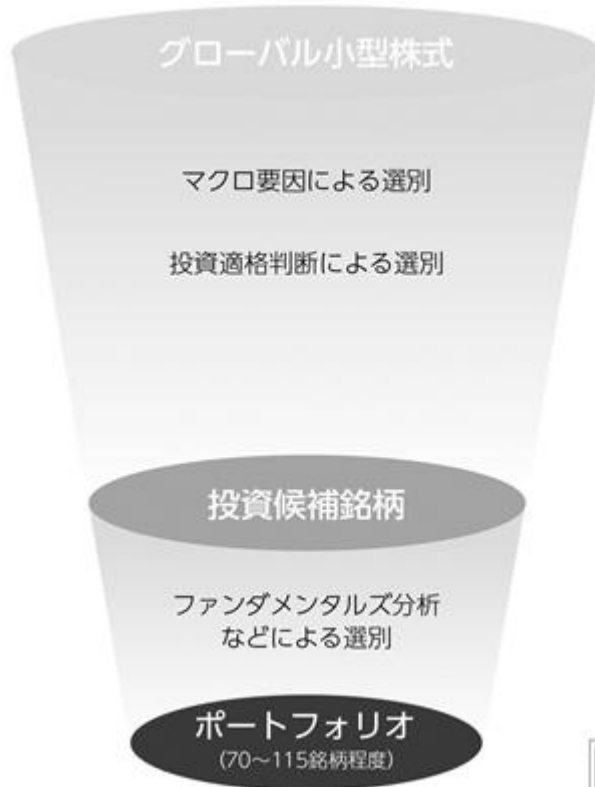 グローバル小型株式
マクロ要因による選別
投資適格判断による選別
投資候補銘柄
ファンダメンタルズ分析
などによる選別
ポートフォリオ
(70～115銘柄程度)